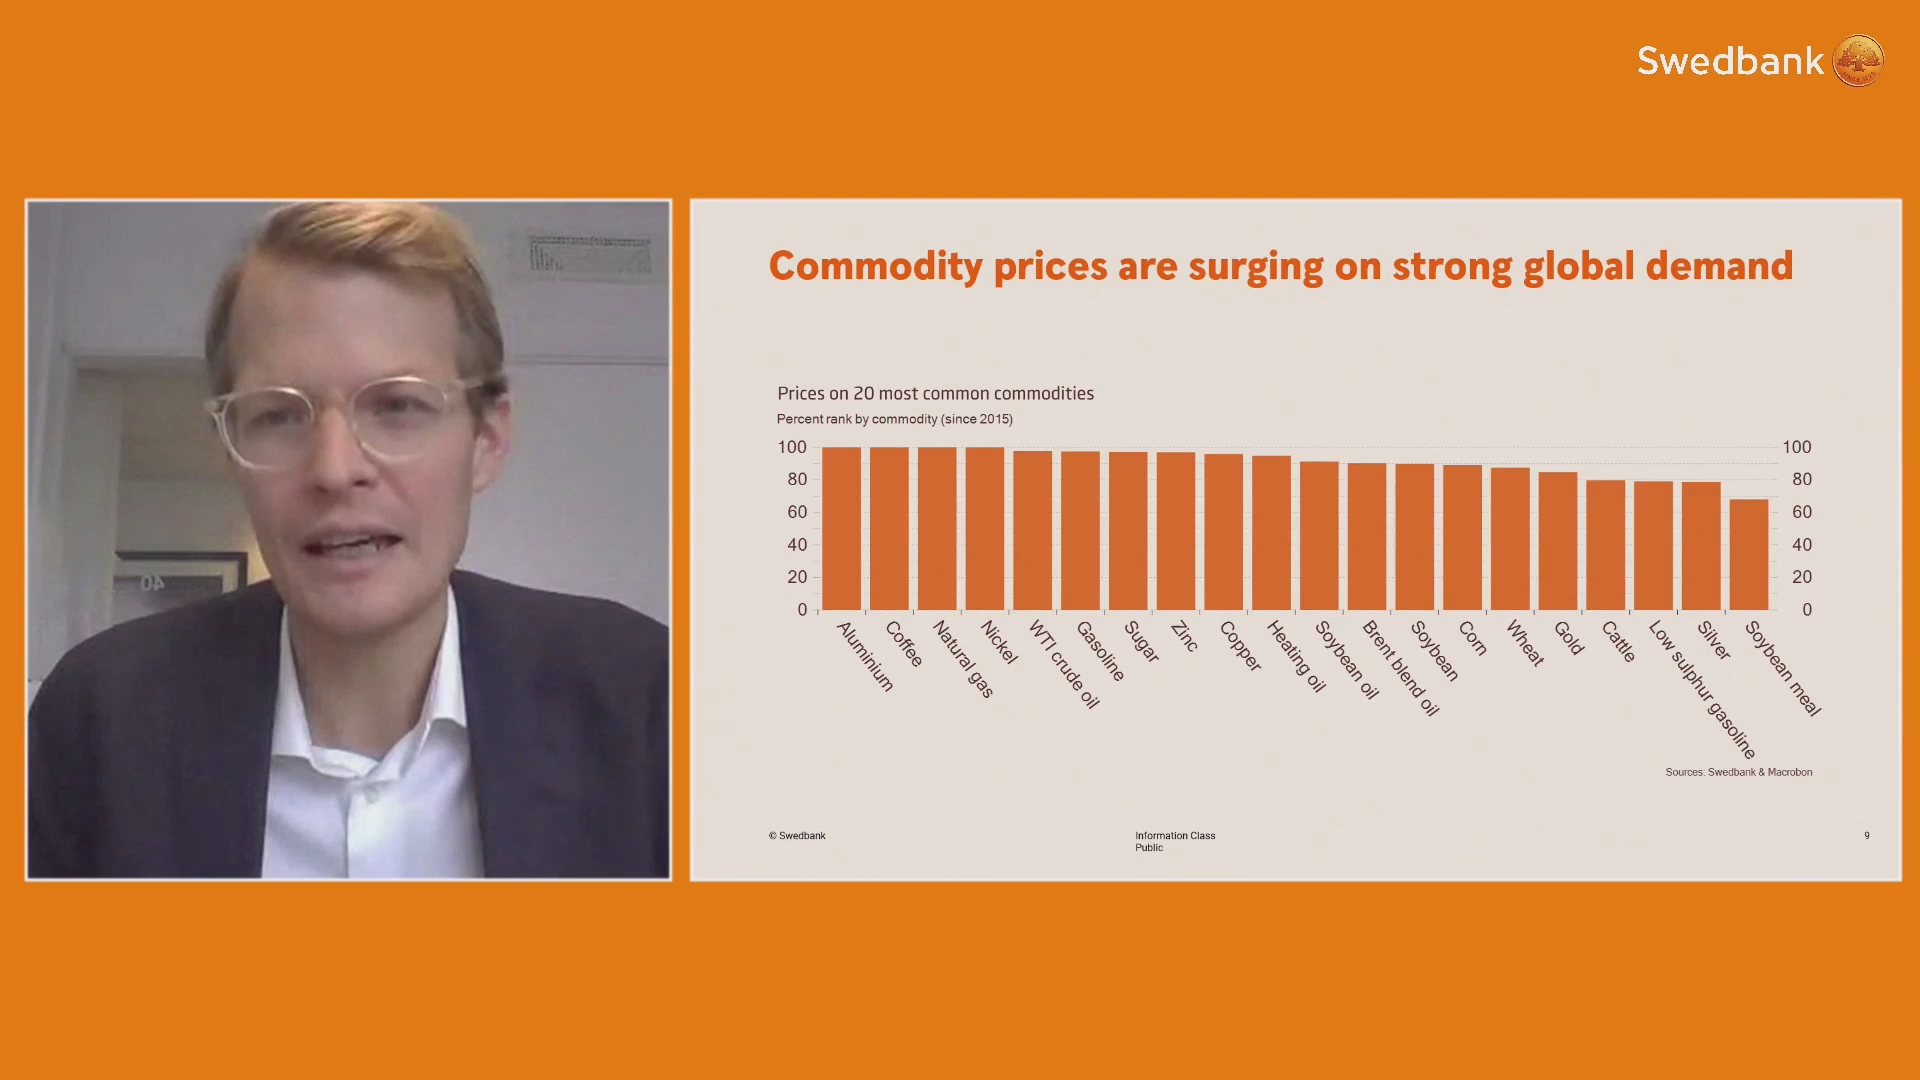 Swedbank
Commodity prices are surging on strong global demand
Prices on 20 most common commodities
Percent rank by commodity (since 2015)
100 100
80 80
60 60
40 40
20 20
0 0
Aluminium
Coffee
Natural gas
Nickel
WTI crude oil
Gasoline
Sugar
Zinc
Copper
Heating oil
Soybean oil
Brent blend oil
Soybean
Corn
Wheat
Gold
Cattle
Low sulphur gasoline
Silver
Soybean meal
Sources: Swedbank & Macrobon
© Swedbank
Information Class
Public
9
40